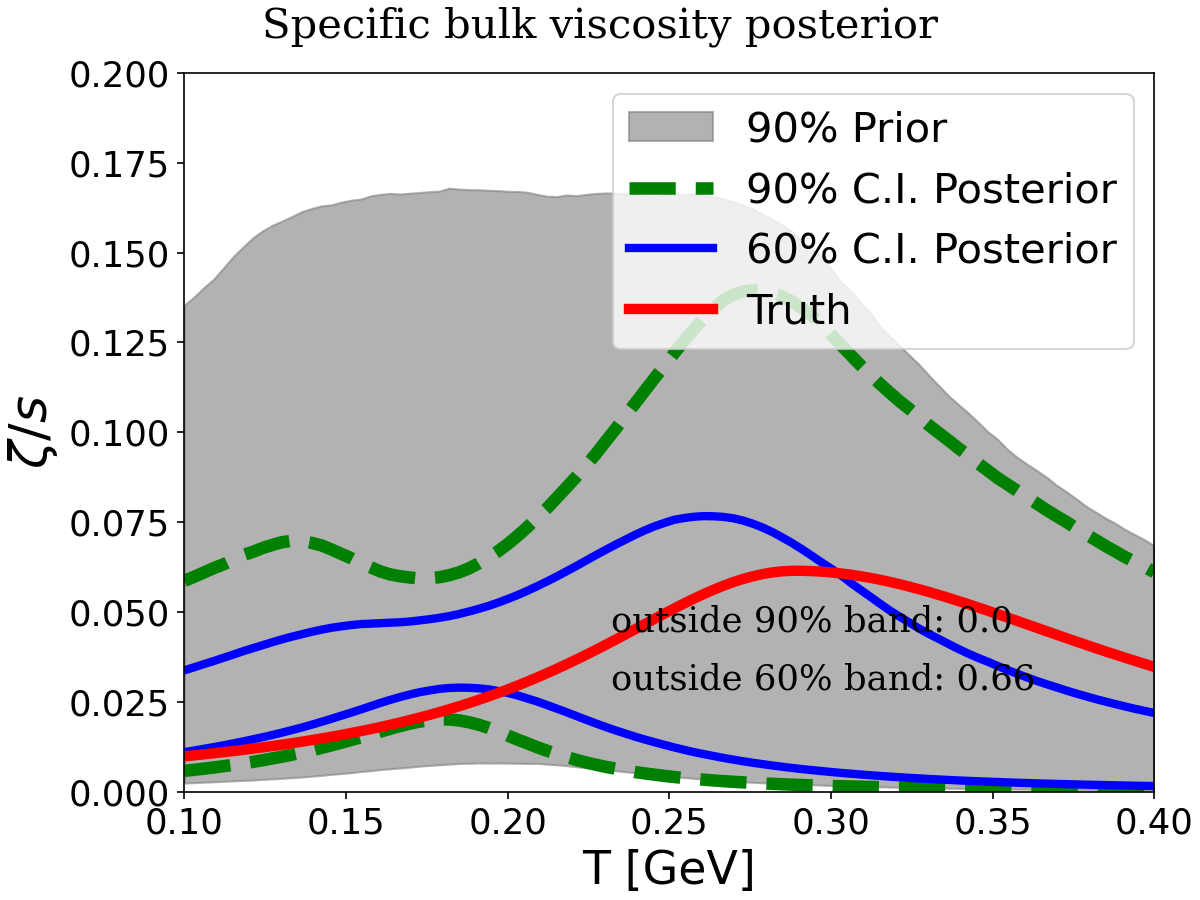 Specific bulk viscosity posterior
0.200
0.175
0.150
0.125
0.100
0.075
0.050
0.025
0.000
ζ/s
90% Prior
90% C.I. Posterior
60% C.I. Posterior
Truth
outside 90% band: 0.0
outside 60% band: 0.66
0.10 0.15 0.20 0.25 0.30 0.35 0.40
T [GeV]